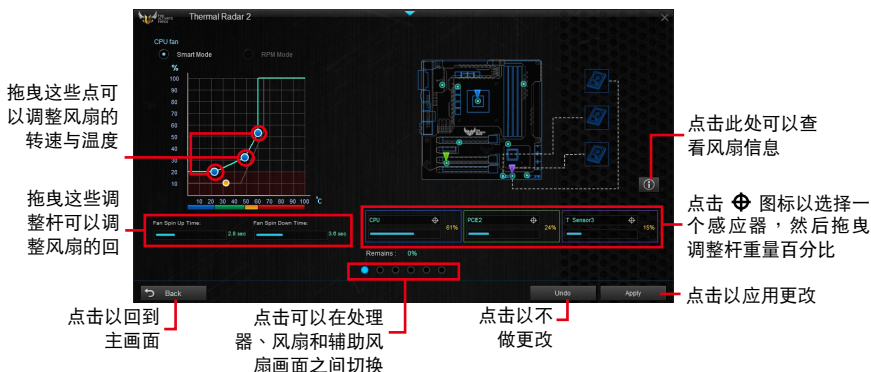 THE ULTIMATE FORCE
Thermal Radar 2
CPU fan
Smart Mode
RPM Mode
%
100
90
80
70
60
50
40
30
20
10
10 20 30 40 50 60 70 80 90 100 °C
Fan Spin Up Time:
2.8 sec
Fan Spin Down Time:
3.6 sec
CPU
61%
PCE2
24%
T Sensor3
15%
Remains : 0%
Back
Undo
Apply
拖曳这些点可
以调整风扇的
转速与温度
拖曳这些调
整杆可以调
整风扇的回
点击以回到
主画面
点击可以在处理
器、风扇和辅助风
扇画面之间切换
点击以不
做更改
点击此处可以查
看风扇信息
点击 图标以选择一
个感应器，然后拖曳
调整杆重量百分比
点击以应用更改